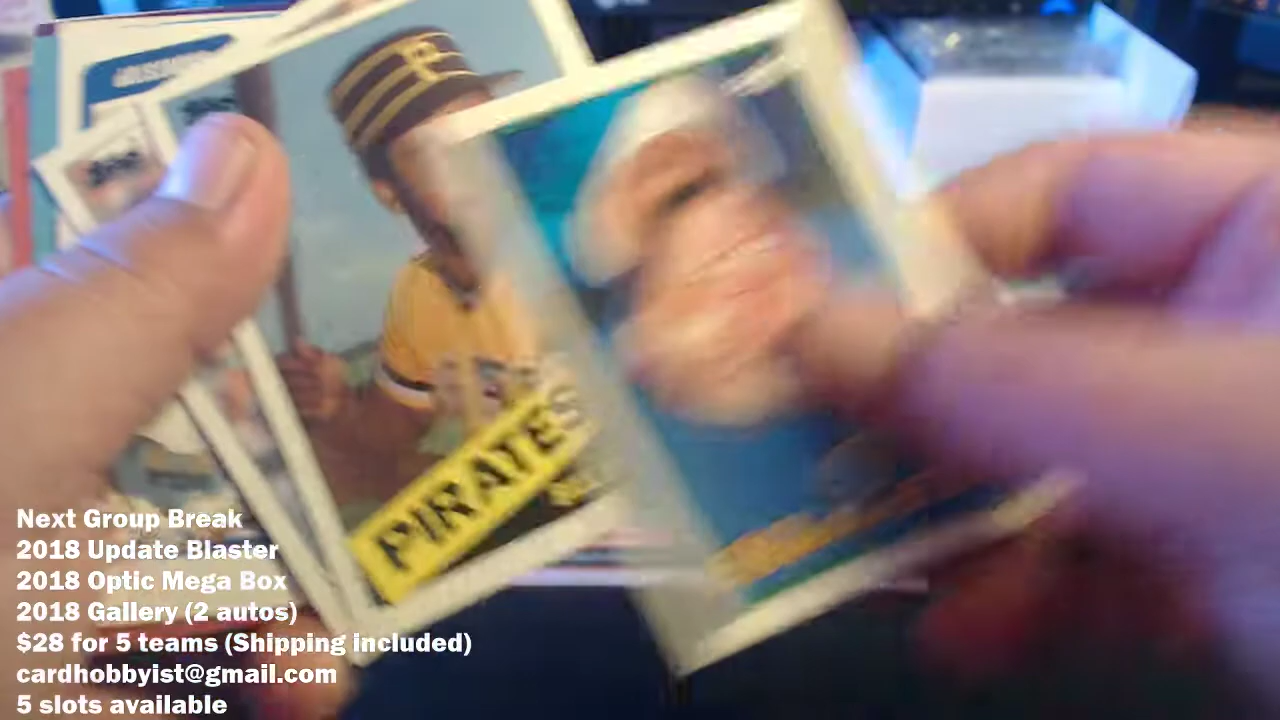 P
PIRATES
Next Group Break
2018 Update Blaster
2018 Optic Mega Box
2018 Gallery (2 autos)
$28 for 5 teams (Shipping included)
cardhobbyist@gmail.com
5 slots available